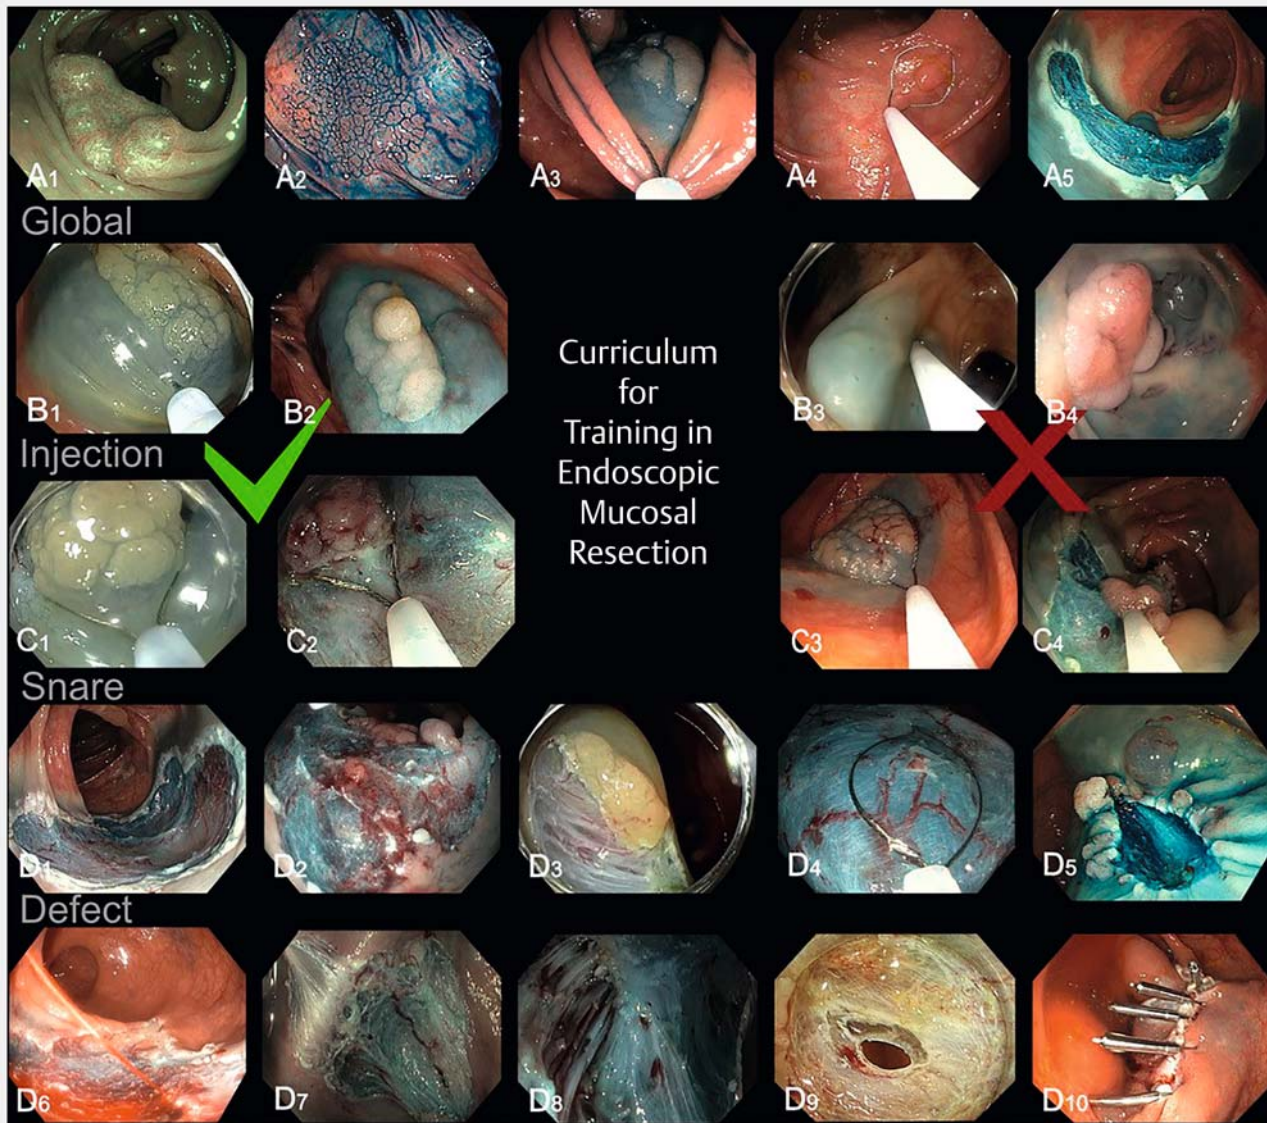 A1 A2 A3 A4 A5
Global
B1 B2 B3 B4
Curriculum
for
Training in
Endoscopic
Mucosal
Resection
Injection
C1 C2 C3 C4
Snare
D1 D2 D3 D4 D5
Defect
D6 D7 D8 D9 D10